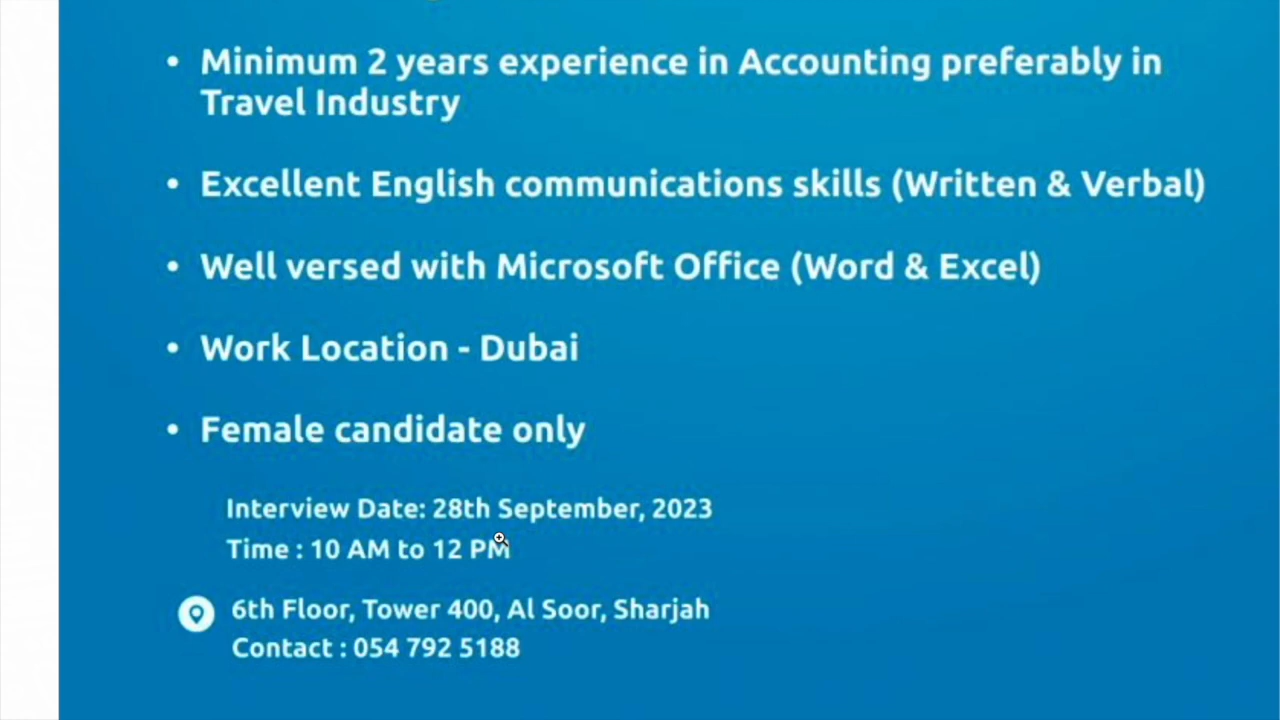 • Minimum 2 years experience in Accounting preferably in
Travel Industry
• Excellent English communications skills (Written & Verbal)
• Well versed with Microsoft Office (Word & Excel)
• Work Location - Dubai
• Female candidate only
Interview Date: 28th September, 2023
Time : 10 AM to 12 PM
6th Floor, Tower 400, Al Soor, Sharjah
Contact : 054 792 5188